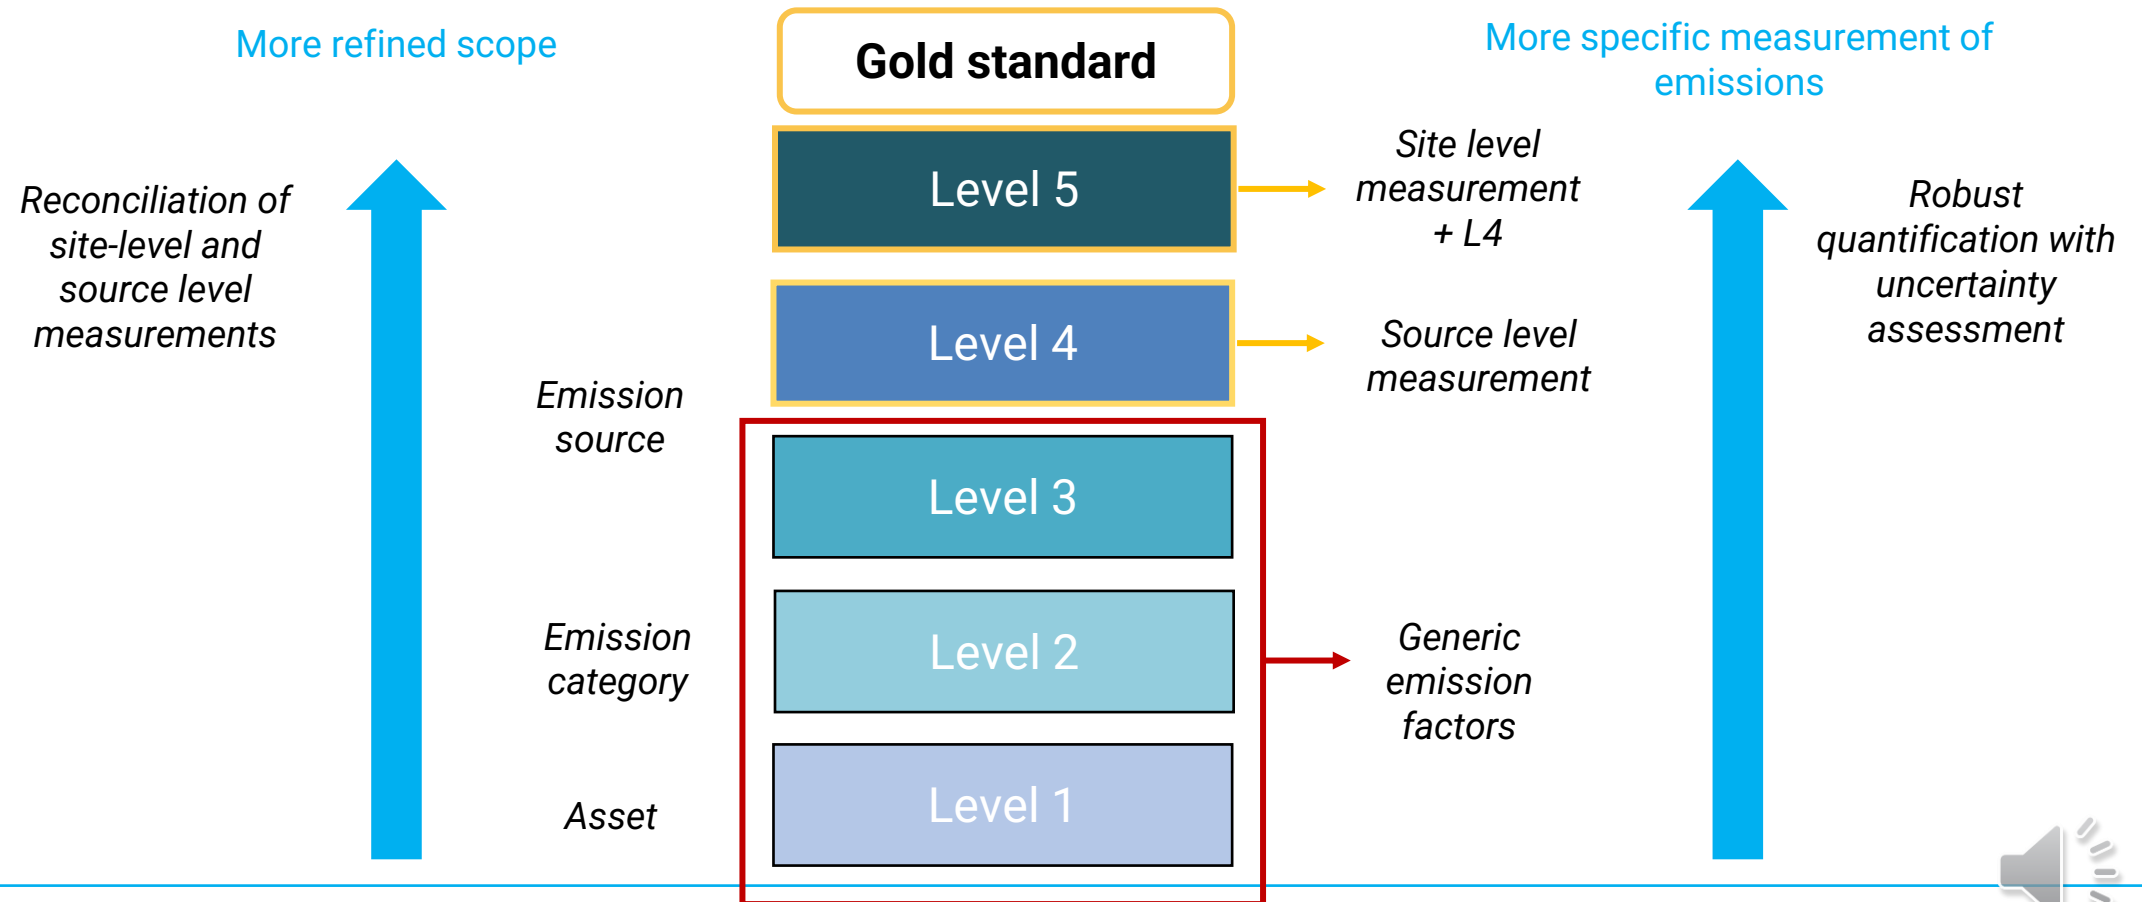 More refined scope
Gold standard
More specific measurement of
emissions
Reconciliation of
site-level and
source level
measurements
Level 5
Site level
measurement
+ L4
Robust
quantification with
uncertainty
assessment
Level 4
Source level
measurement
Emission
source
Level 3
Emission
category
Level 2
Generic
emission
factors
Asset
Level 1